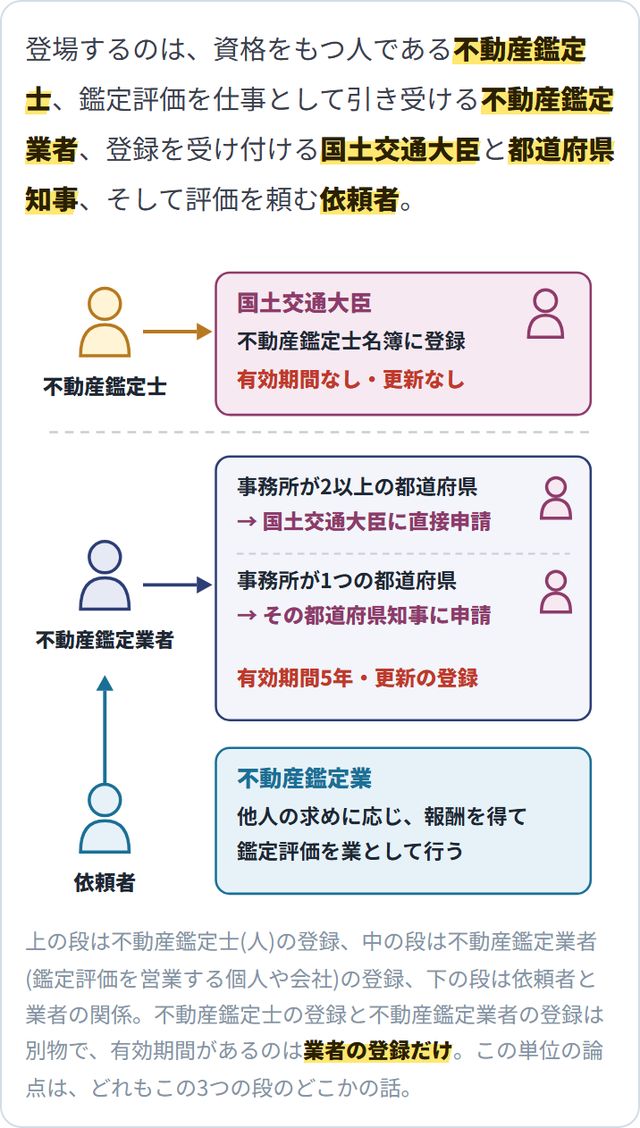 登場するのは、資格をもつ人である不動産鑑定
士、鑑定評価を仕事として引き受ける不動産鑑定
業者、登録を受け付ける国土交通大臣と都道府県
知事、そして評価を頼む依頼者。
不動産鑑定士
国土交通大臣
不動産鑑定士名簿に登録
有効期間なし・更新なし
不動産鑑定業者
事務所が2以上の都道府県
→ 国土交通大臣に直接申請
事務所が1つの都道府県
→ その都道府県知事に申請
有効期間5年・更新の登録
依頼者
不動産鑑定業
他人の求めに応じ、報酬を得て
鑑定評価を業として行う
上の段は不動産鑑定士(人)の登録、中の段は不動産鑑定業者
(鑑定評価を営業する個人や会社)の登録、下の段は依頼者と
業者の関係。不動産鑑定士の登録と不動産鑑定業者の登録は
別物で、有効期間があるのは業者の登録だけ。この単位の論
点は、どれもこの3つの段のどこかの話。